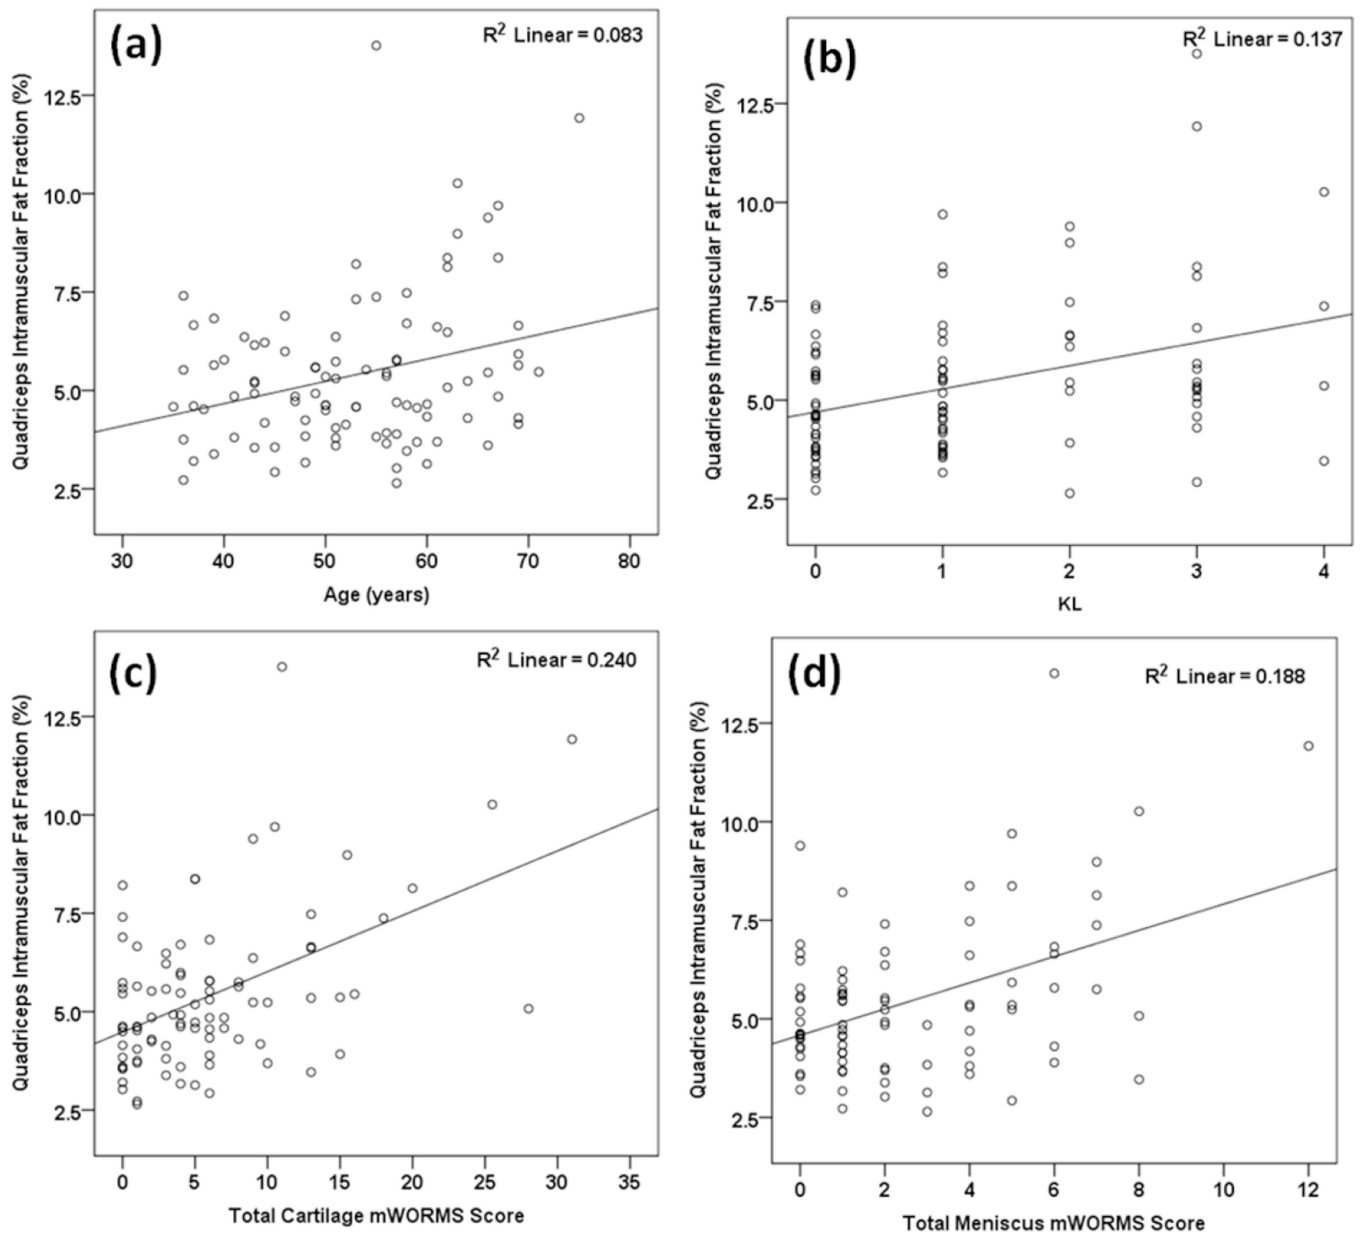 (a)
R² Linear = 0.083
Quadriceps Intramuscular Fat Fraction (%)
12.5
10.0
7.5
5.0
2.5
30 40 50 60 70 80
Age (years)
(b)
R² Linear = 0.137
Quadriceps Intramuscular Fat Fraction (%)
12.5
10.0
7.5
5.0
2.5
0 1 2 3 4
KL
(c)
R² Linear = 0.240
Quadriceps Intramuscular Fat Fraction (%)
12.5
10.0
7.5
5.0
2.5
0 5 10 15 20 25 30 35
Total Cartilage mWORMS Score
(d)
R² Linear = 0.188
Quadriceps Intramuscular Fat Fraction (%)
12.5
10.0
7.5
5.0
2.5
0 2 4 6 8 10 12
Total Meniscus mWORMS Score